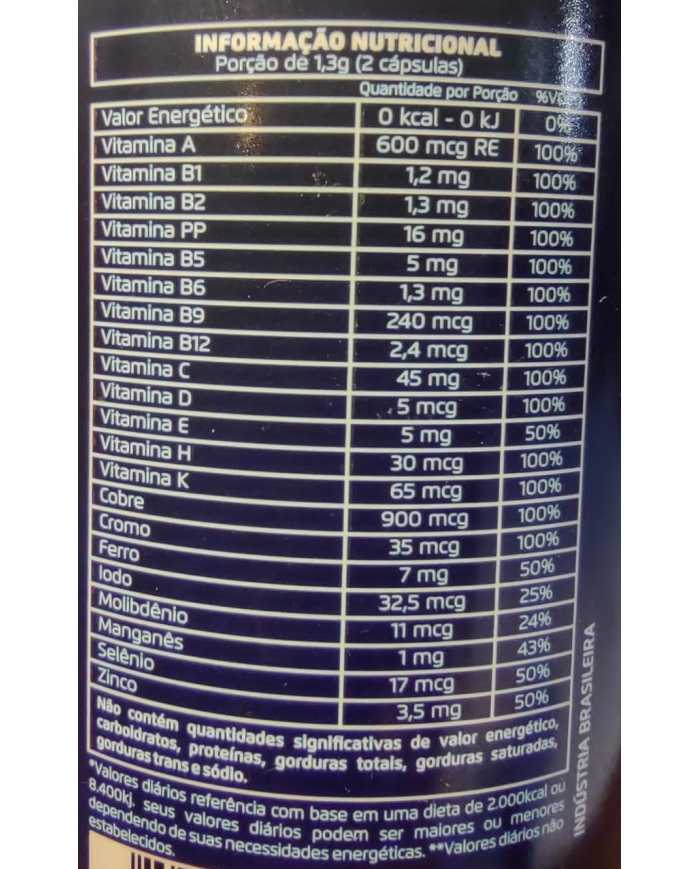 INFORMAÇÃO NUTRICIONAL
Porção de 1,3g (2 cápsulas)
Quantidade por Porção
Valor Energético 0 kcal - 0 kJ 0%
Vitamina A 600 mcg RE 100%
Vitamina B1 1,2 mg 100%
Vitamina B2 1,3 mg 100%
Vitamina PP 16 mg 100%
Vitamina B5 5 mg 100%
Vitamina B6 1,3 mg 100%
Vitamina B9 240 mcg 100%
Vitamina B12 2,4 mcg 100%
Vitamina C 45 mg 100%
Vitamina D 5 mcg 100%
Vitamina E 5 mg 50%
Vitamina H 30 mcg 100%
Vitamina K 65 mcg 100%
Cobre 900 mcg 100%
Cromo 35 mcg 100%
Ferro 7 mg 50%
Iodo 32,5 mcg 25%
Molibdênio 11 mcg 24%
Manganês 1 mg 43%
Selênio 17 mcg 50%
Zinco 3,5 mg 50%
Não contém quantidades significativas de valor energético,
carboidratos, proteínas, gorduras totais, gorduras saturadas,
gorduras trans e sódio.
*Valores diários referência com base em uma dieta de 2.000kcal ou
8.400kj, seus valores diários podem ser maiores ou menores
dependendo de suas necessidades energéticas. **Valores diários não
estabelecidos.
INDÚSTRIA BRASILEIRA